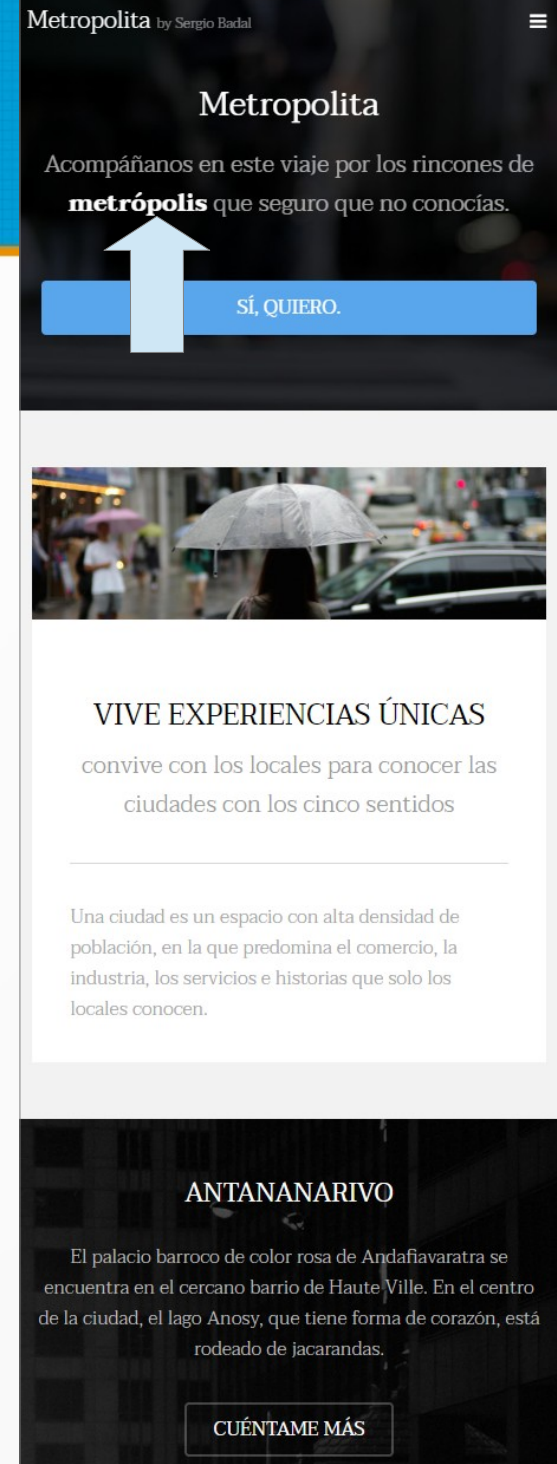 Metropolita by Sergio Badal
Metropolita
Acompáñanos en este viaje por los rincones de
metrópolis que seguro que no conocías.
SÍ, QUIERO.
VIVE EXPERIENCIAS ÚNICAS
convive con los locales para conocer las
ciudades con los cinco sentidos
Una ciudad es un espacio con alta densidad de
población, en la que predomina el comercio, la
industria, los servicios e historias que solo los
locales conocen.
ANTANANARIVO
El palacio barroco de color rosa de Andafiavaratra se
encuentra en el cercano barrio de Haute Ville. En el centro
de la ciudad, el lago Anosy, que tiene forma de corazón, está
rodeado de jacarandas.
CUÉNTAME MÁS